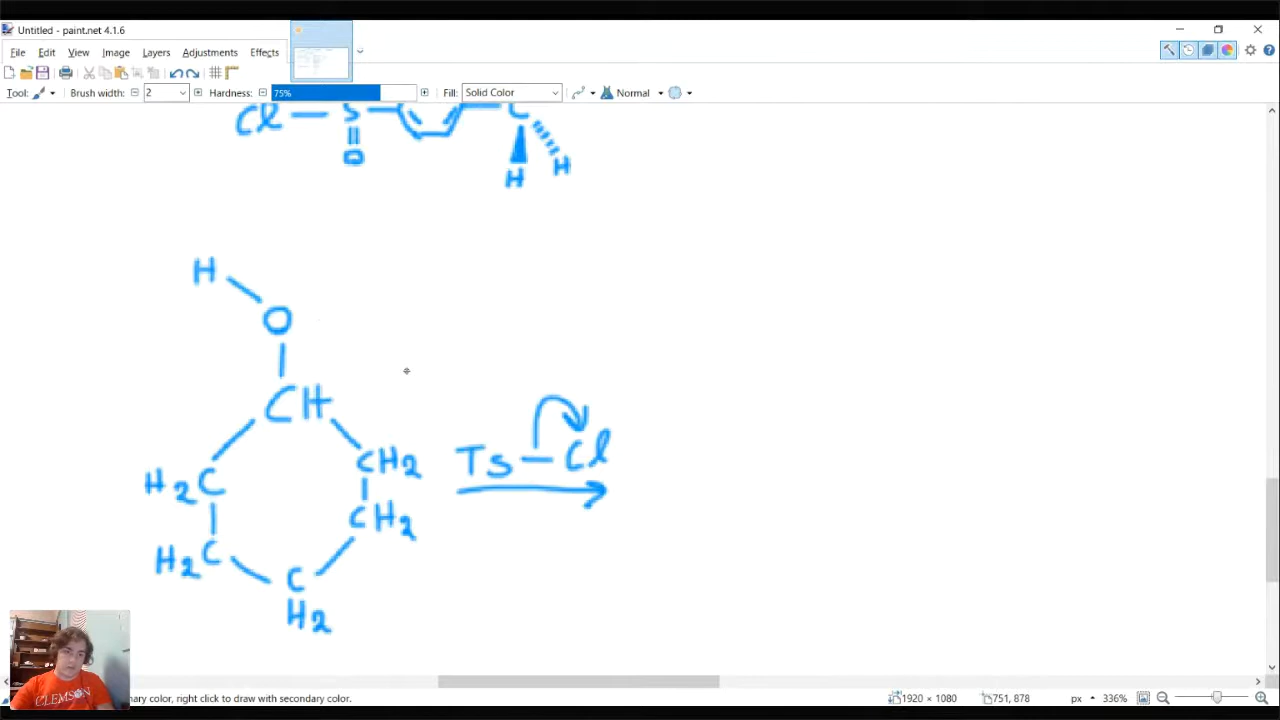 Untitled - paint.net 4.1.6
File Edit View Image Layers Adjustments Effects
Tool: Brush width: 2 Hardness: 75% Fill: Solid Color Normal
Cl S C
O H H
H
O
CH
H2C CH2 Ts Cl
H2C CH2
C
H2
CLEMSON
nary color, right click to draw with secondary color. 1920 × 1080 751, 878 px 336%